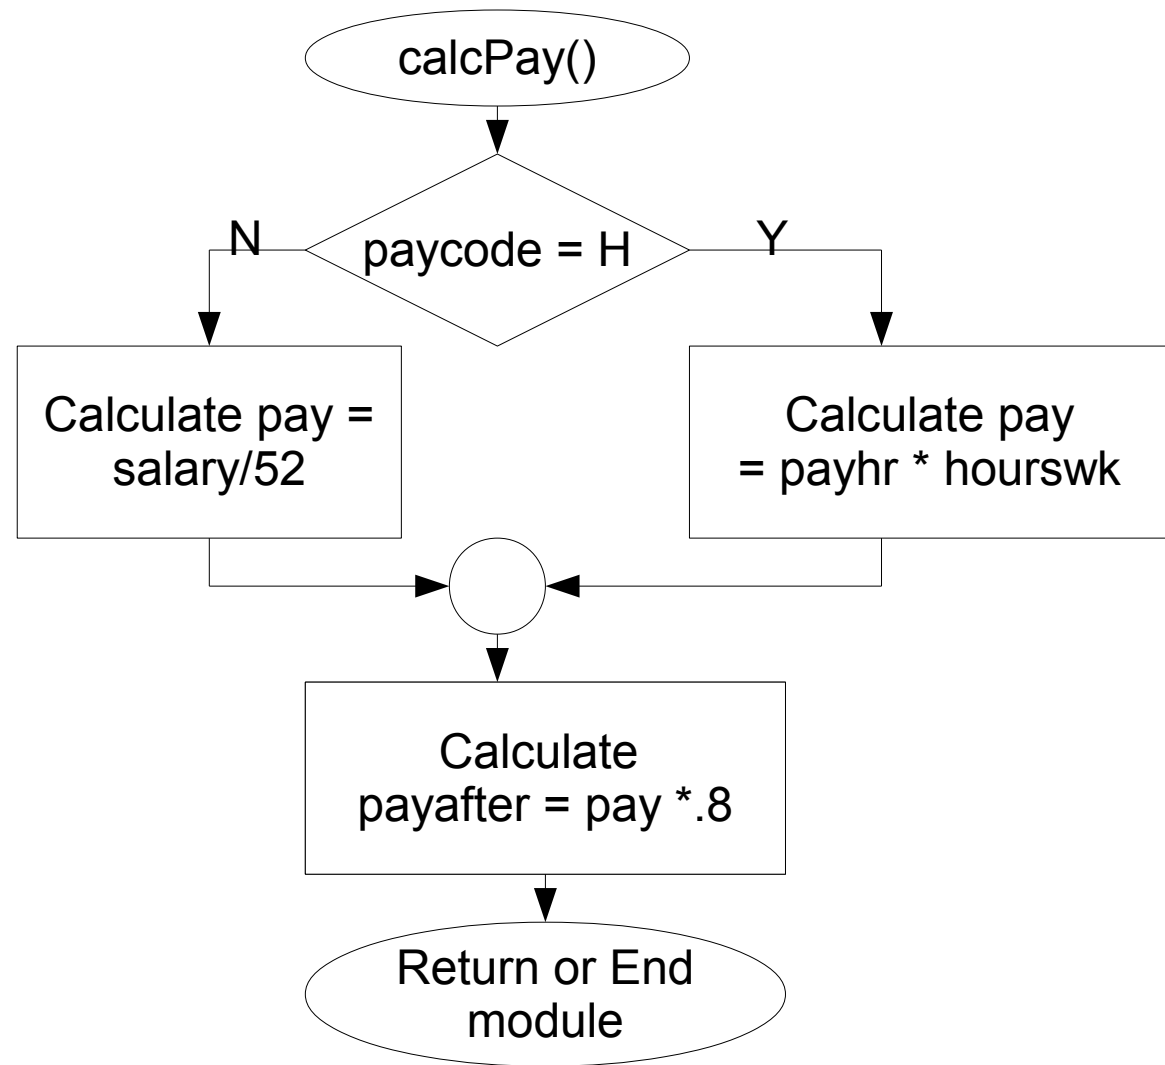 calcPay()
N
paycode = H
Y
Calculate pay =
salary/52
Calculate pay
= payhr * hourswk
Calculate
payafter = pay *.8
Return or End
module